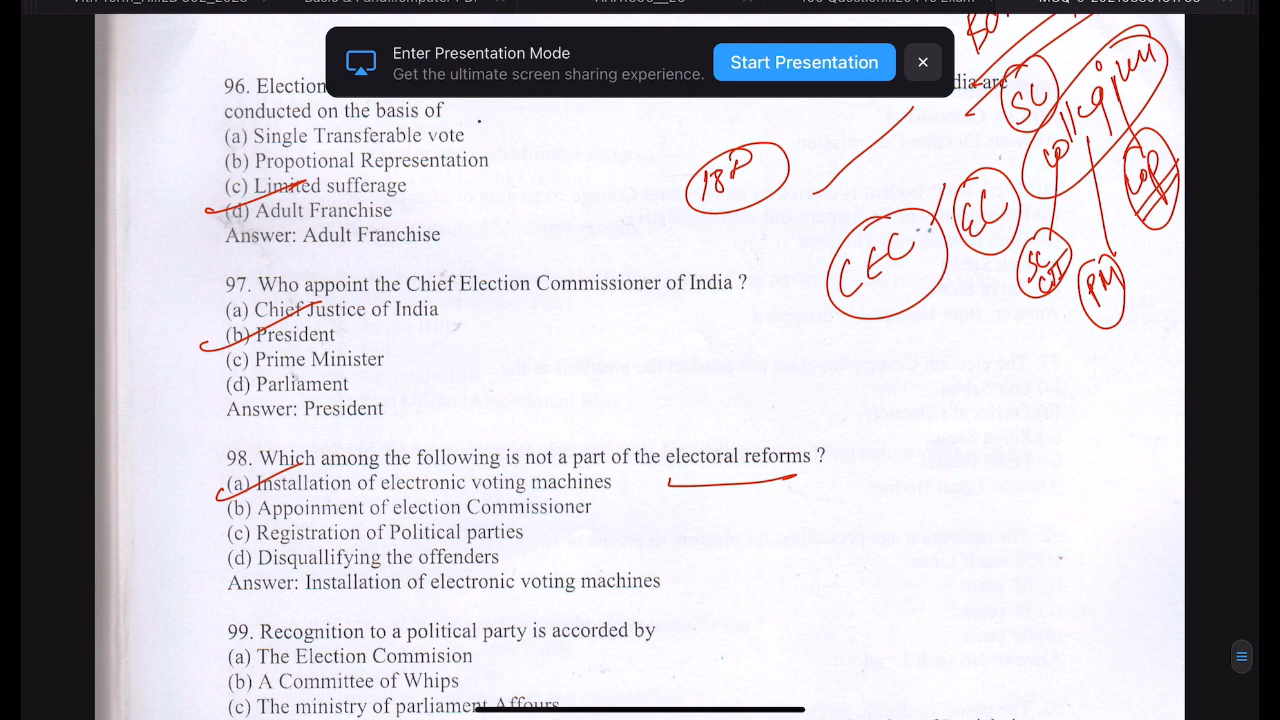 Enter Presentation Mode
Get the ultimate screen sharing experience.
Start Presentation
96. Election
dia are
conducted on the basis of
(a) Single Transferable vote
(b) Propotional Representation
(c) Limited sufferage
(d) Adult Franchise
Answer: Adult Franchise
97. Who appoint the Chief Election Commissioner of India ?
(a) Chief Justice of India
(b) President
(c) Prime Minister
(d) Parliament
Answer: President
98. Which among the following is not a part of the electoral reforms ?
(a) Installation of electronic voting machines
(b) Appoinment of election Commissioner
(c) Registration of Political parties
(d) Disquallifying the offenders
Answer: Installation of electronic voting machines
99. Recognition to a political party is accorded by
(a) The Election Commision
(b) A Committee of Whips
(c) The ministry of parliament Affours
SC
collegium
CEC
EC
SC
PM